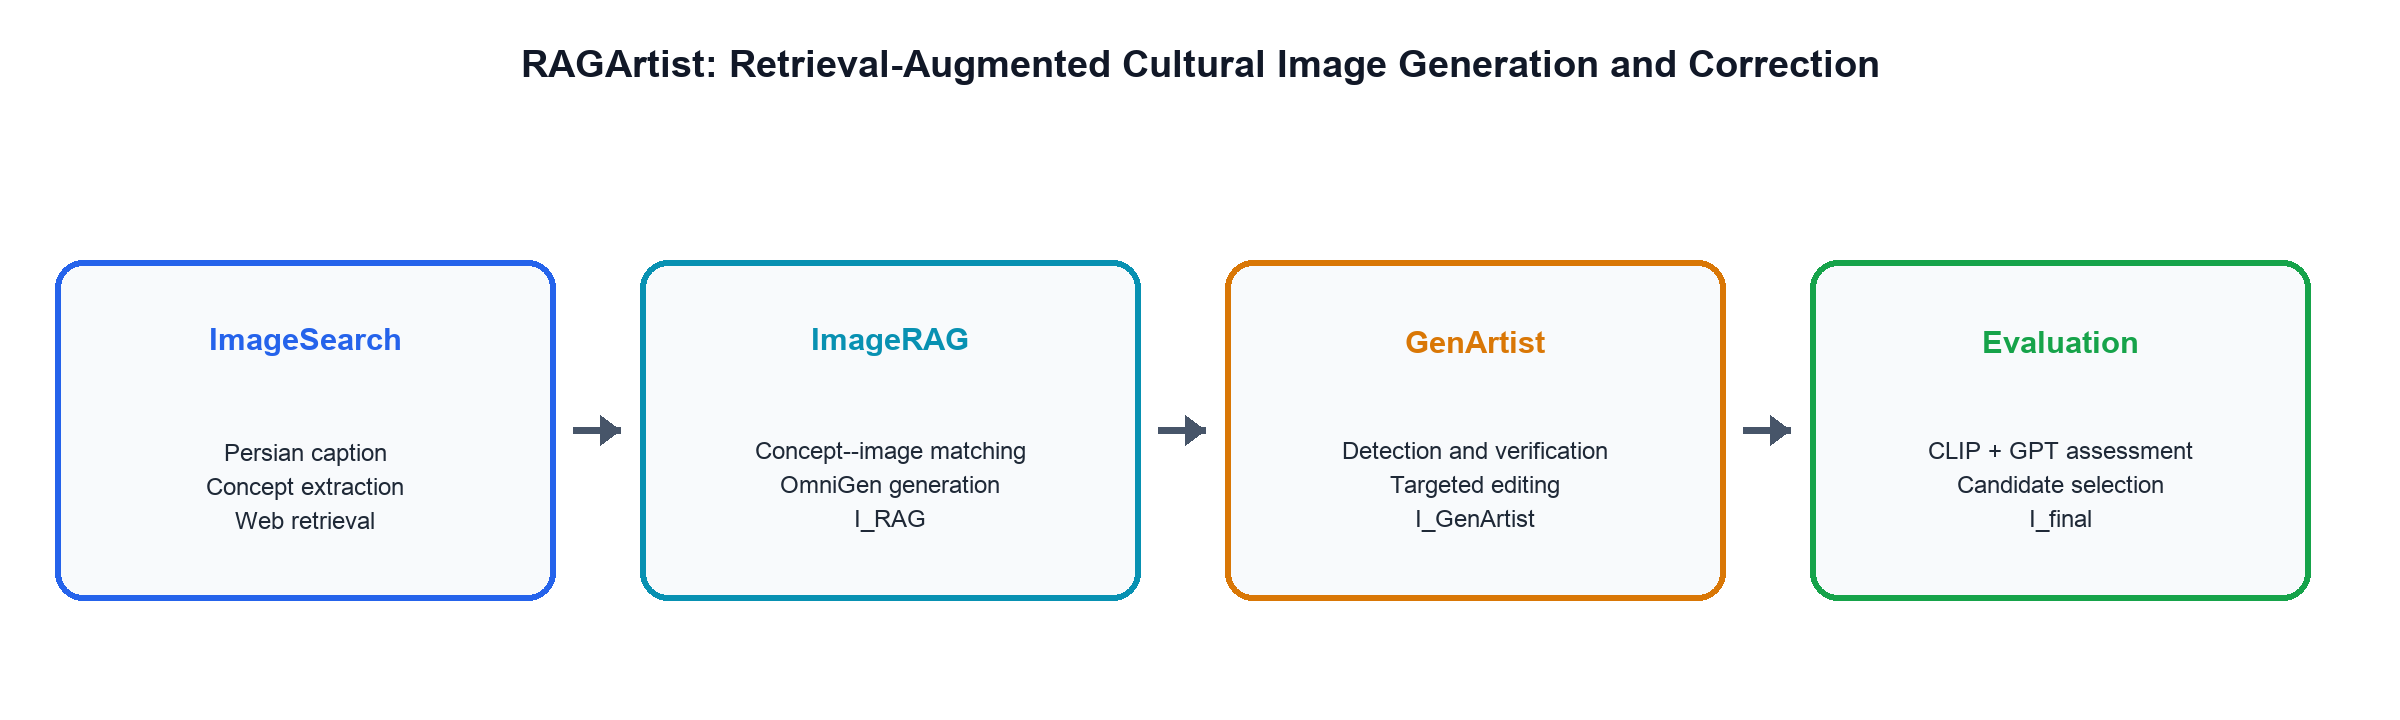 RAGArtist: Retrieval-Augmented Cultural Image Generation and Correction
ImageSearch
Persian caption
Concept extraction
Web retrieval
ImageRAG
Concept--image matching
OmniGen generation
I_RAG
GenArtist
Detection and verification
Targeted editing
I_GenArtist
Evaluation
CLIP + GPT assessment
Candidate selection
I_final